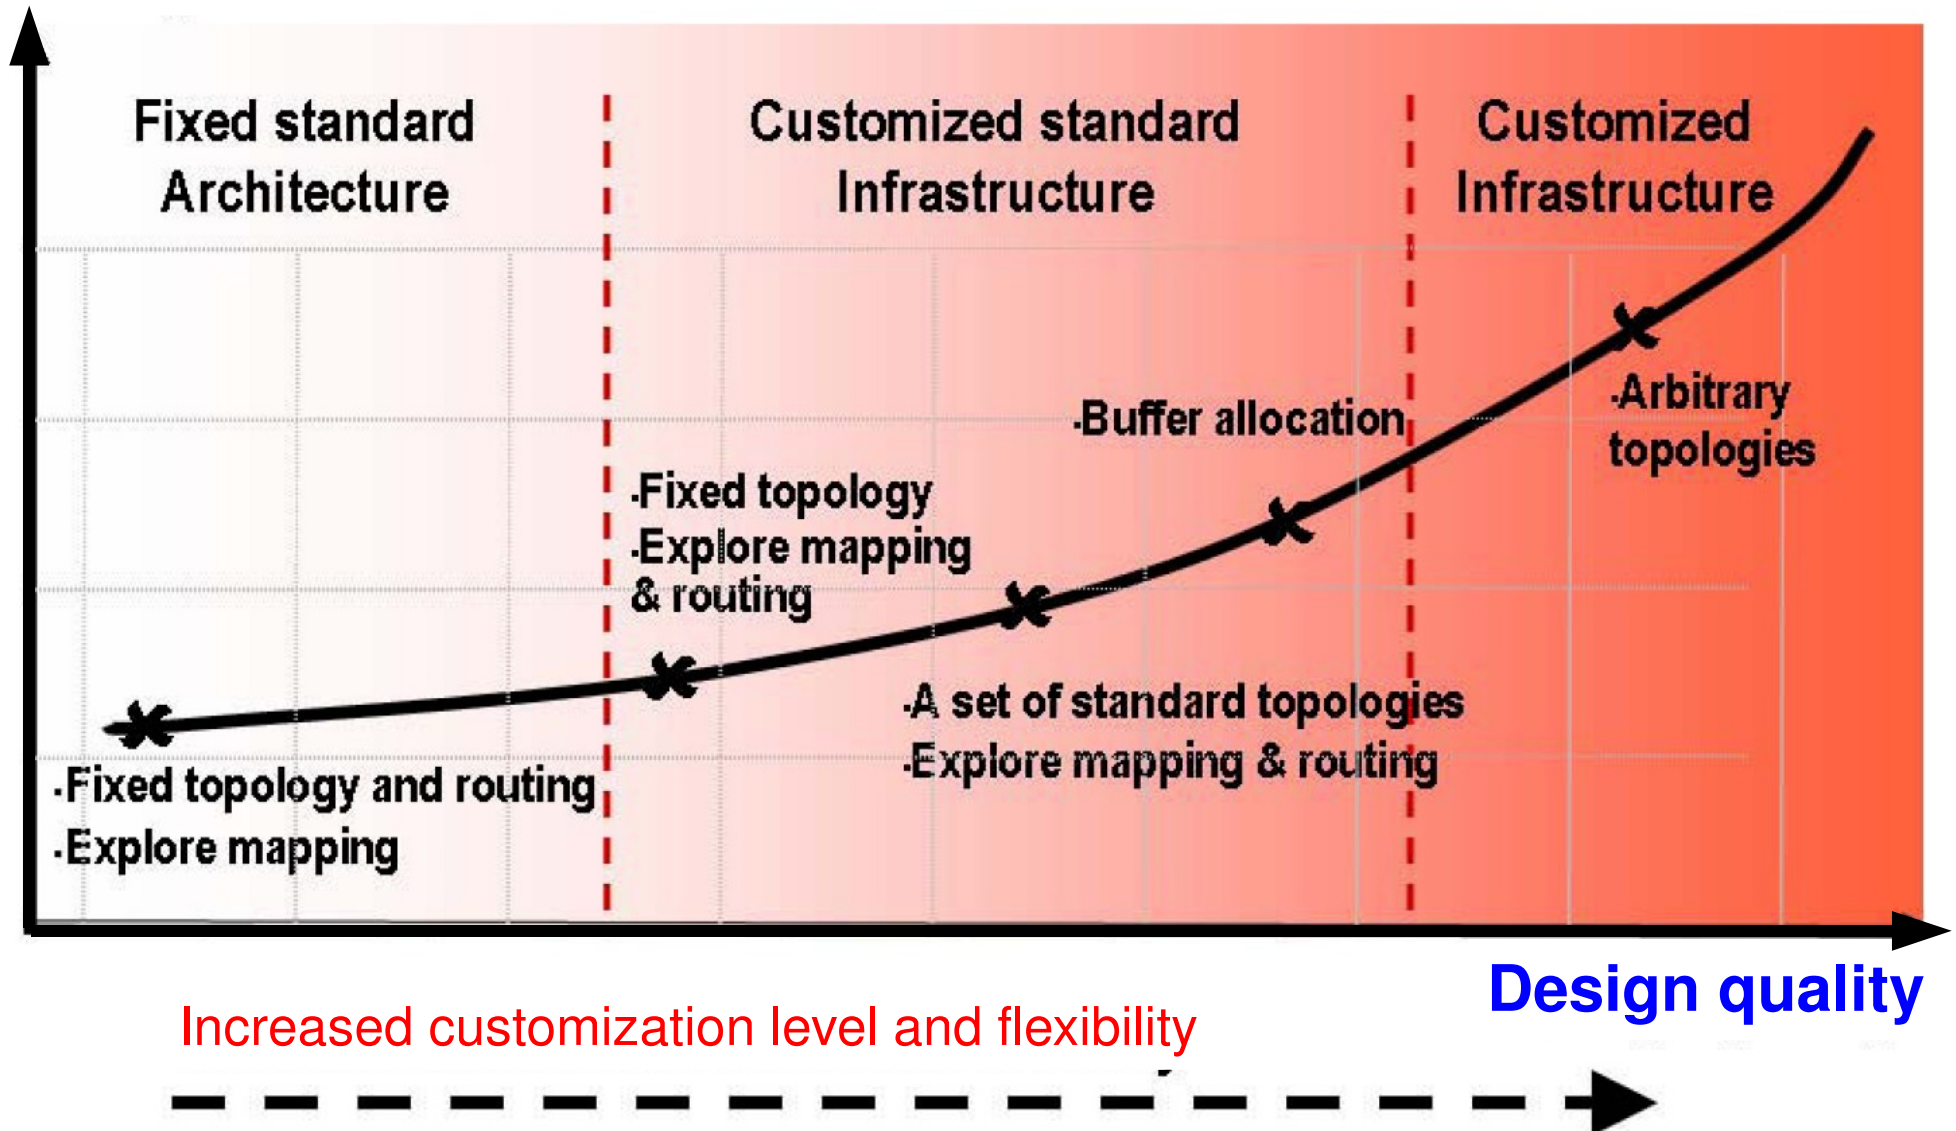 Fixed standard
Architecture
Customized standard
Infrastructure
Customized
Infrastructure
·Arbitrary
topologies
·Buffer allocation
·Fixed topology
·Explore mapping
& routing
·A set of standard topologies
·Explore mapping & routing
·Fixed topology and routing
·Explore mapping
Design quality
Increased customization level and flexibility